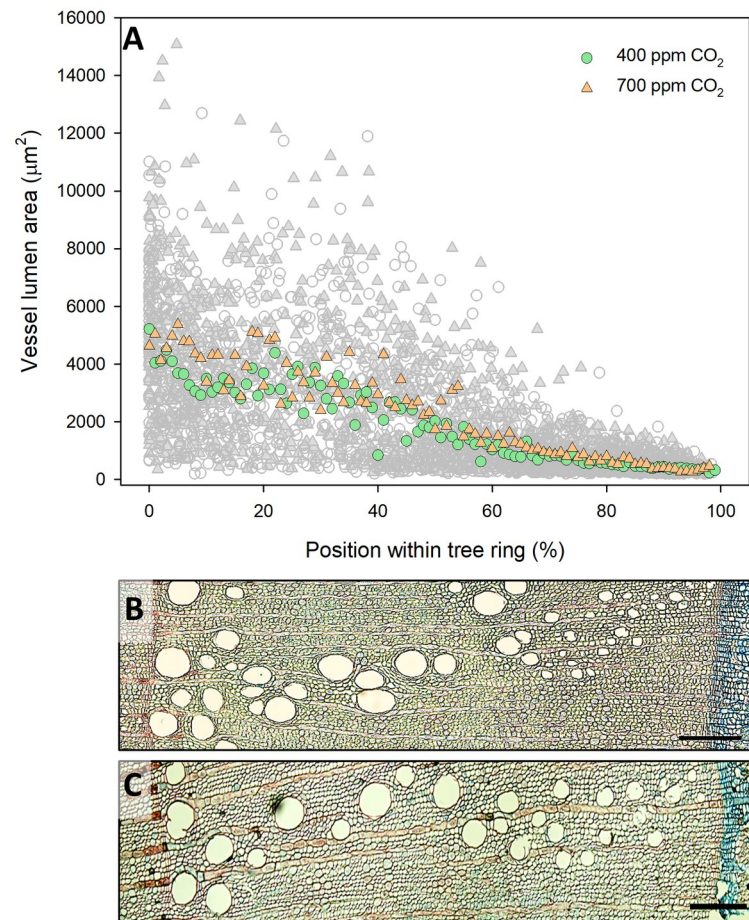 A
16000
14000
12000
10000
8000
6000
4000
2000
0
Vessel lumen area (µm²)
400 ppm CO₂
700 ppm CO₂
0 20 40 60 80 100
Position within tree ring (%)
B
C